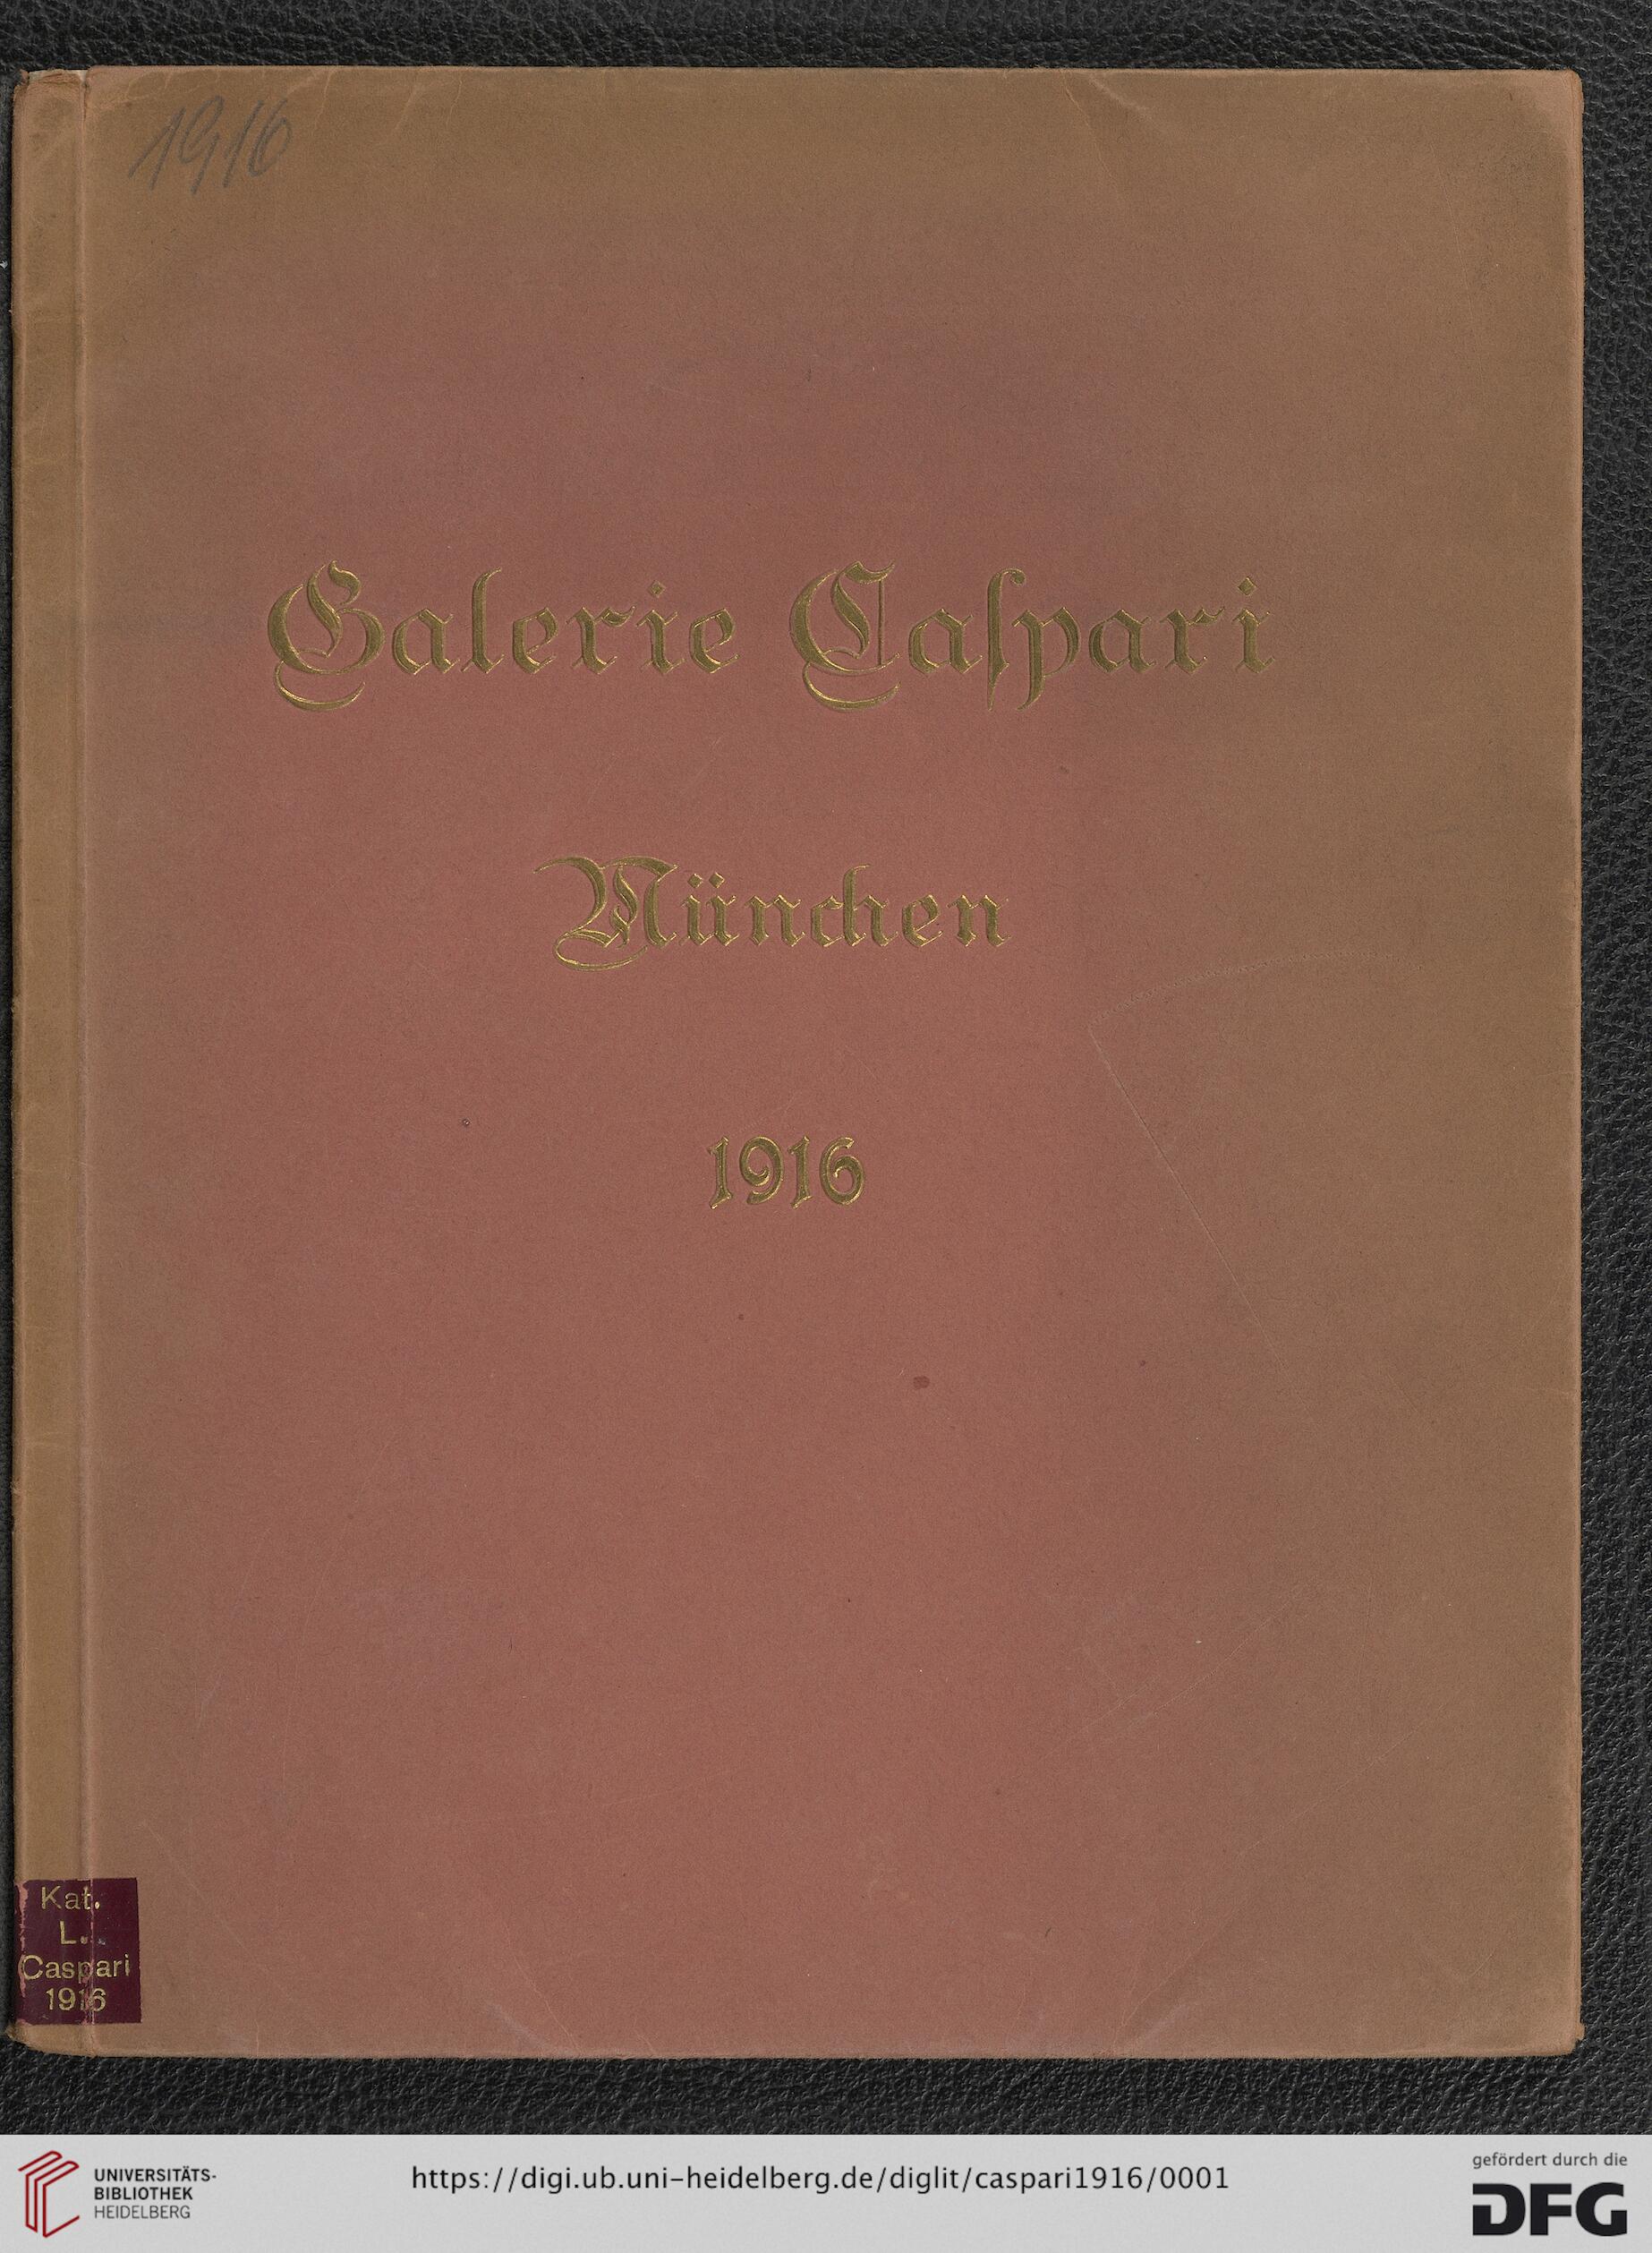 1916
Galerie Caſpari
München
1916
Kat.
L.
Caspari
1916
UNIVERSITÄTS-
BIBLIOTHEK
HEIDELBERG
https://digi.ub.uni-heidelberg.de/diglit/caspari1916/0001
gefördert durch die
DFG